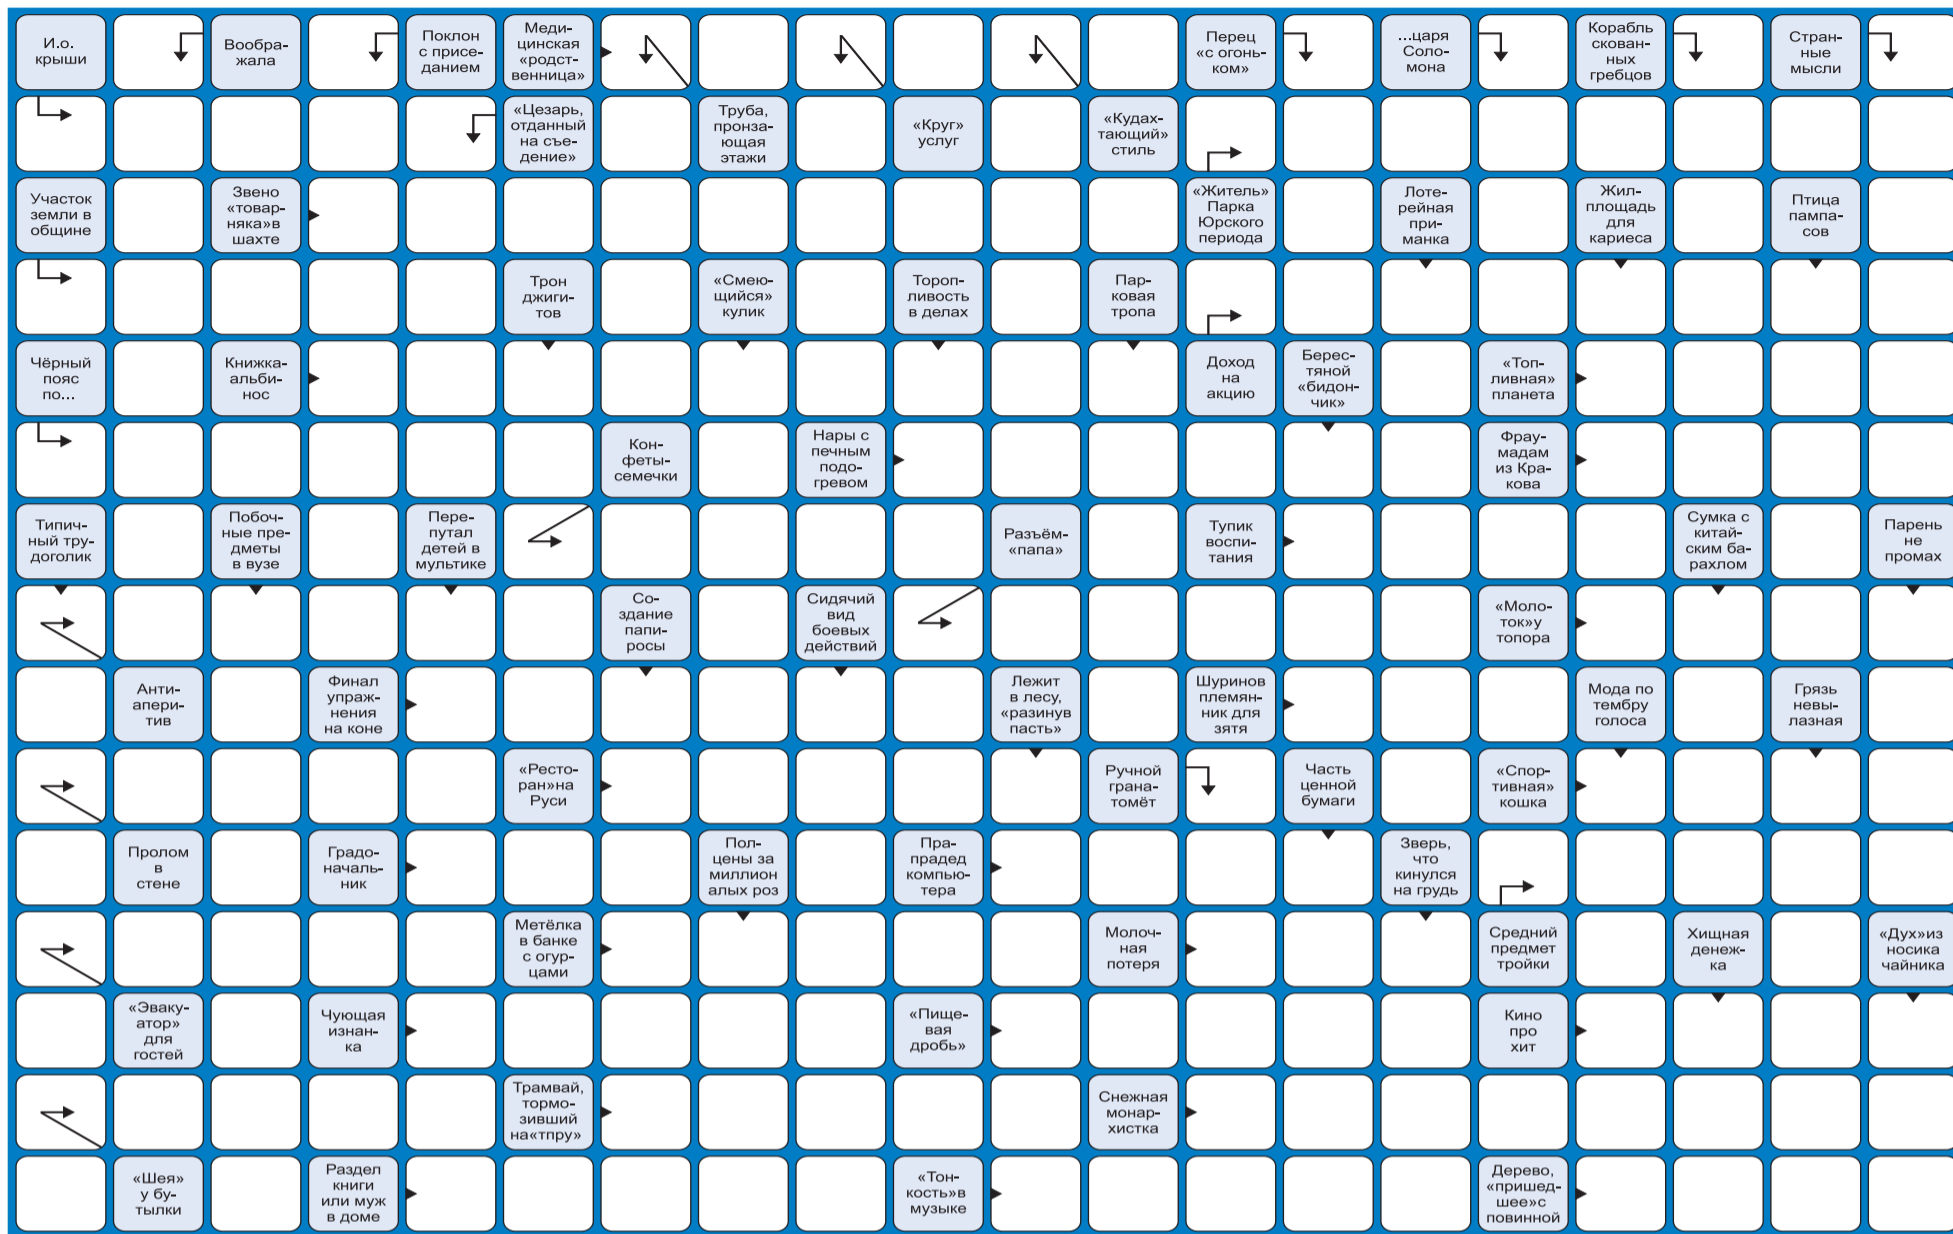 И.о.
крыши
Вообра-
жала
Поклон
с присе-
данием
Меди-
цинская
«родст-
венница»
Перец
«с огонь-
ком»
...царя
Соло-
мона
Корабль
скован-
ных
гребцов
Стран-
ные
мысли
«Цезарь,
отданный
на съе-
дение»
Труба,
пронза-
ющая
этажи
«Круг»
услуг
«Кудах-
тающий»
стиль
Участок
земли в
общине
Звено
«товар-
няка»в
шахте
«Житель»
Парка
Юрского
периода
Лоте-
рейная
при-
манка
Жил-
площадь
для
кариеса
Птица
пампа-
сов
Трон
джиги-
тов
«Смею-
щийся»
кулик
Тороп-
ливость
в делах
Пар-
ковая
тропа
Чёрный
пояс
по...
Книжка-
альби-
нос
Доход
на
акцию
Берес-
тяной
«бидон-
чик»
«Топ-
ливная»
планета
Кон-
феты-
семечки
Нары с
печным
подо-
гревом
Фрау-
мадам
из Кра-
кова
Типич-
ный тру-
доголик
Побоч-
ные пре-
дметы
в вузе
Пере-
путал
детей в
мультике
Разъём-
«папа»
Тупик
воспи-
тания
Сумка с
китай-
ским ба-
рахлом
Парень
не
промах
Со-
здание
папи-
росы
Сидячий
вид
боевых
действий
«Моло-
ток»у
топора
Анти-
апери-
тив
Финал
упраж-
нения
на коне
Лежит
в лесу,
«разинув
пасть»
Шуринов
племян-
ник для
зятя
Мода по
тембру
голоса
Грязь
невы-
лазная
«Ресто-
ран»на
Руси
Ручной
грана-
томёт
Часть
ценной
бумаги
«Спор-
тивная»
кошка
Пролом
в
стене
Градо-
началь-
ник
Пол-
цены за
миллион
алых роз
Пра-
прадед
компью-
тера
Зверь,
что
кинулся
на грудь
Метёлка
в банке
с огур-
цами
Молоч-
ная
потеря
Средний
предмет
тройки
Хищная
денеж-
ка
«Дух»из
носика
чайника
«Эваку-
атор»
для
гостей
Чующая
изнан-
ка
«Пище-
вая
дробь»
Кино
про
хит
Трамвай,
тормо-
зивший
на«тпру»
Снежная
монар-
хистка
«Шея»
у бу-
тылки
Раздел
книги
или муж
в доме
«Тон-
кость»в
музыке
Дерево,
«пришед-
шее»с
повинной